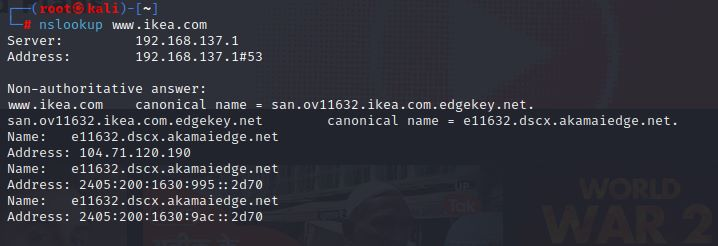 (root㉿kali)-[~]
# nslookup www.ikea.com
Server: 192.168.137.1
Address: 192.168.137.1#53
Non-authoritative answer:
www.ikea.com canonical name = san.ov11632.ikea.com.edgekey.net.
san.ov11632.ikea.com.edgekey.net canonical name = e11632.dscx.akamaiedge.net.
Name: e11632.dscx.akamaiedge.net
Address: 104.71.120.190
Name: e11632.dscx.akamaiedge.net
Address: 2405:200:1630:995::2d70
Name: e11632.dscx.akamaiedge.net
Address: 2405:200:1630:9ac::2d70
UP
Tak
WORLD
WAR 2